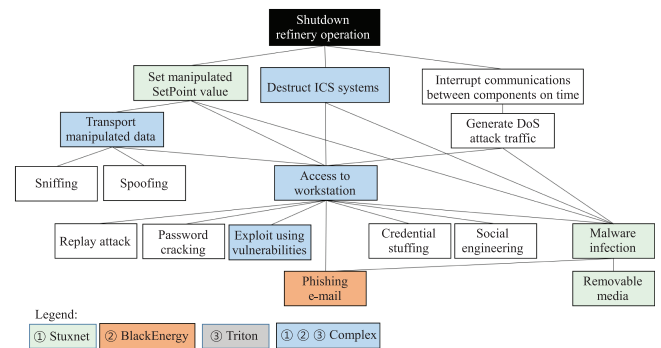 Shutdown
refinery operation
Set manipulated
SetPoint value
Destruct ICS systems
Interrupt communications
between components on time
Transport
manipulated data
Generate DoS
attack traffic
Sniffing
Spoofing
Access to
workstation
Replay attack
Password
cracking
Exploit using
vulnerabilities
Credential
stuffing
Social
engineering
Malware
infection
Phishing
e-mail
Removable
media
Legend:
① Stuxnet
② BlackEnergy
③ Triton
① ② ③ Complex